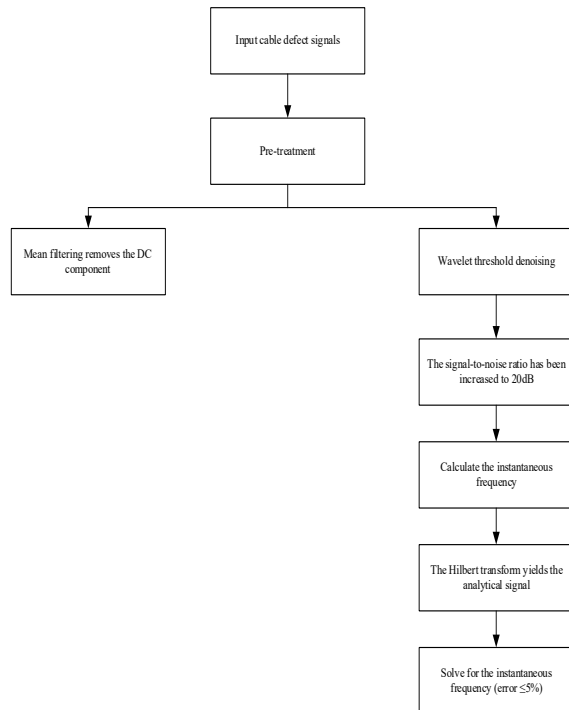 Input cable defect signals
Pre-treatment
Mean filtering removes the DC
component
Wavelet threshold denoising
The signal-to-noise ratio has been
increased to 20dB
Calculate the instantaneous
frequency
The Hilbert transform yields the
analytical signal
Solve for the instantaneous
frequency (error ≤5%)